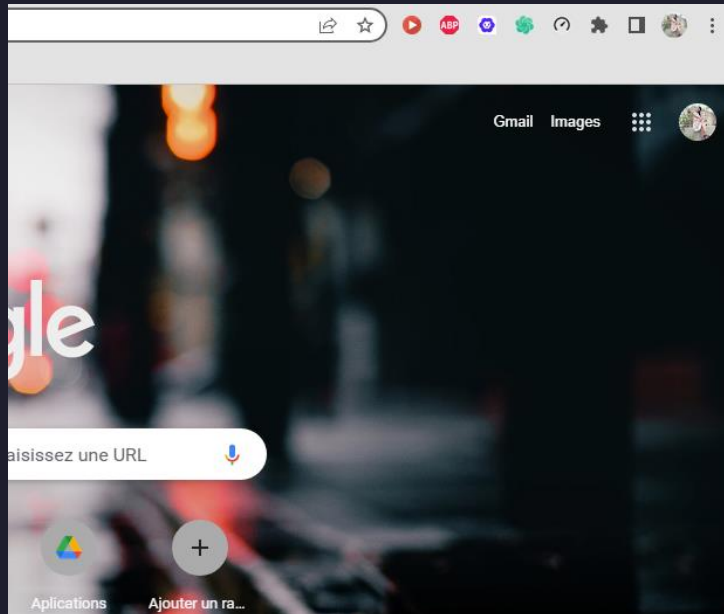 ABP
Gmail Images
gle
aisissez une URL
Aplications
Ajouter un ra...